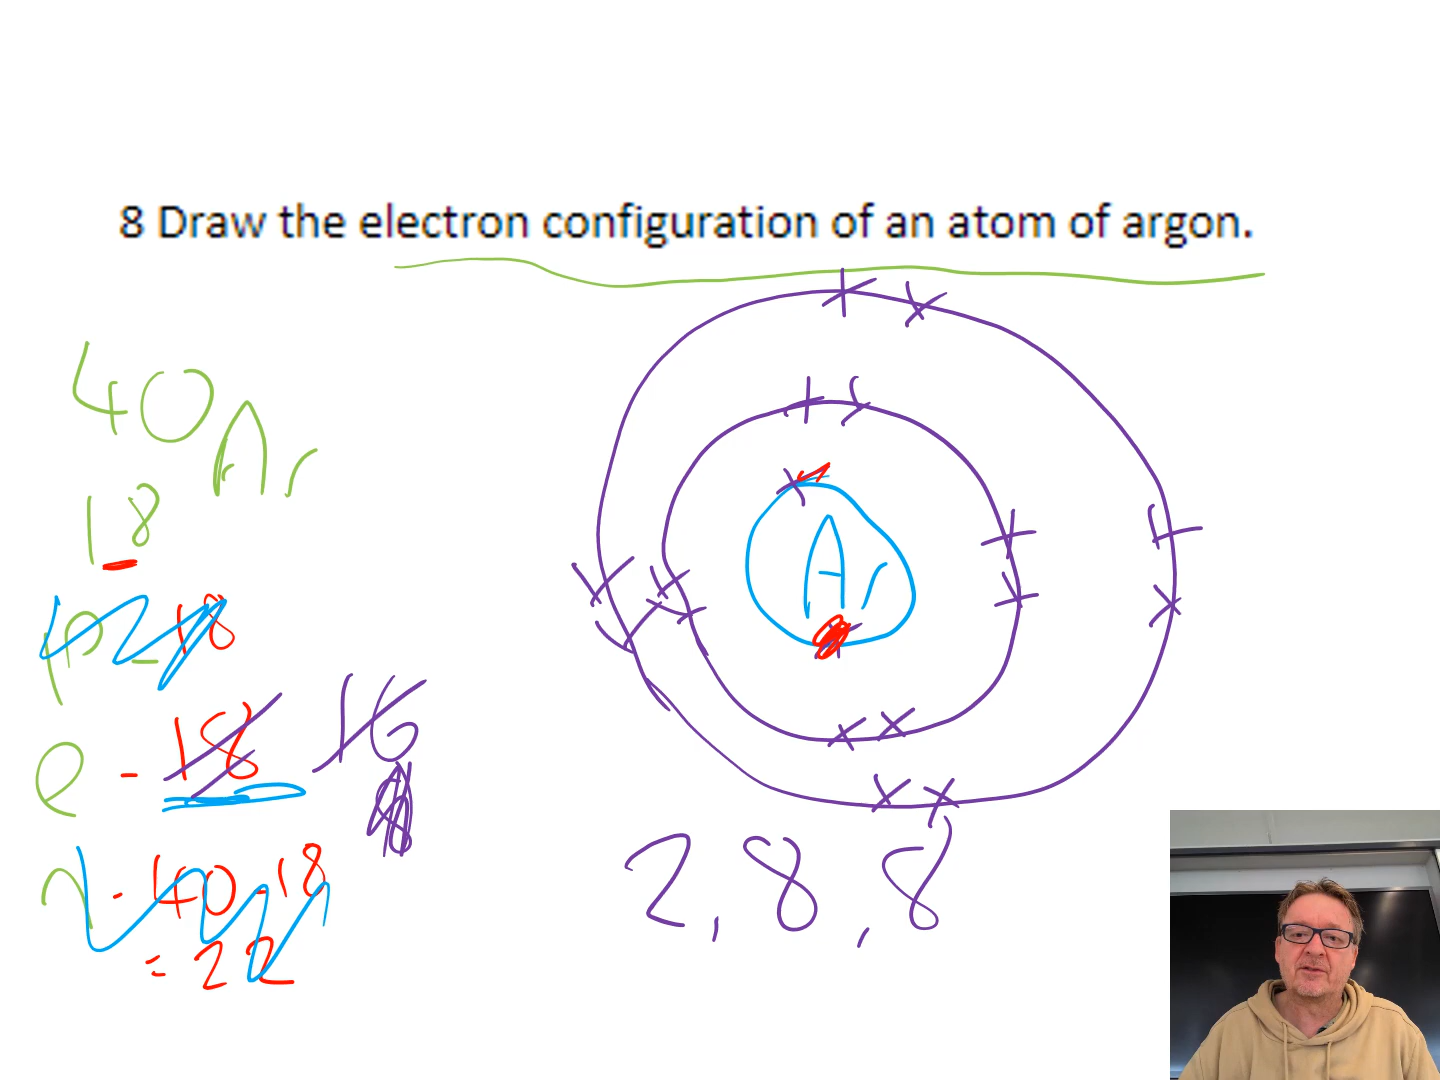 8 Draw the electron configuration of an atom of argon.
40 Ar
18
p - 18
e - 18 16
n - 40 - 18
= 22
Ar
2, 8, 8